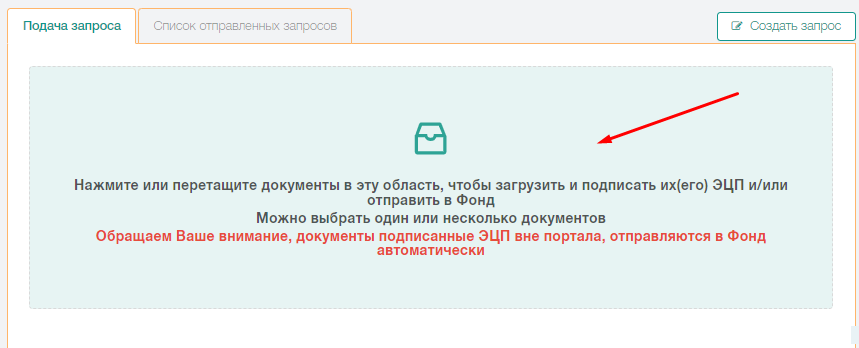 Подача запроса
Список отправленных запросов
Создать запрос
Нажмите или перетащите документы в эту область, чтобы загрузить и подписать их(его) ЭЦП и/или
отправить в Фонд
Можно выбрать один или несколько документов
Обращаем Ваше внимание, документы подписанные ЭЦП вне портала, отправляются в Фонд
автоматически